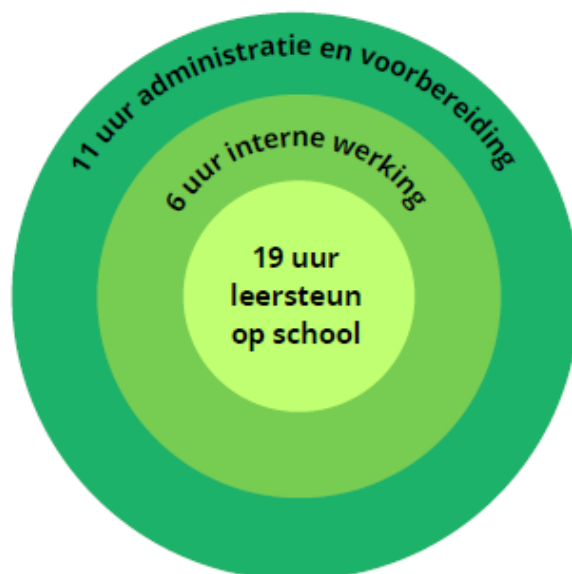 11 uur administratie en voorbereiding
6 uur interne werking
19 uur
leersteun
op school